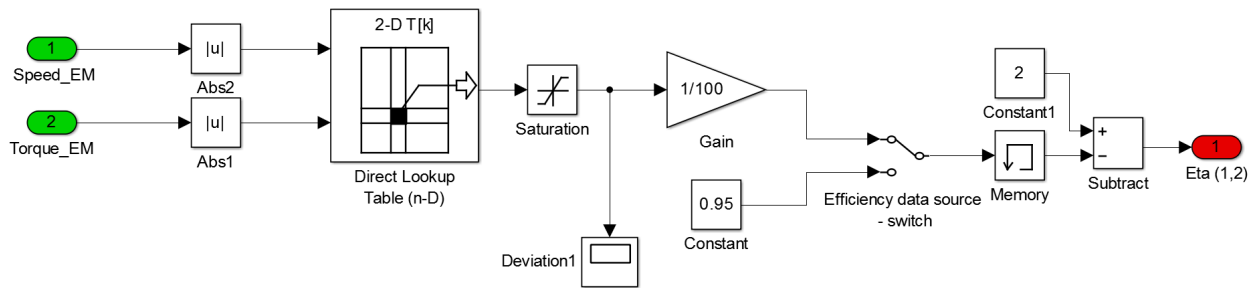 1
Speed_EM
2
Torque_EM
|u|
Abs2
|u|
Abs1
2-D T[k]
Direct Lookup
Table (n-D)
Saturation
Deviation1
1/100
Gain
0.95
Constant
Efficiency data source
- switch
Memory
2
Constant1
+
−
Subtract
1
Eta (1,2)